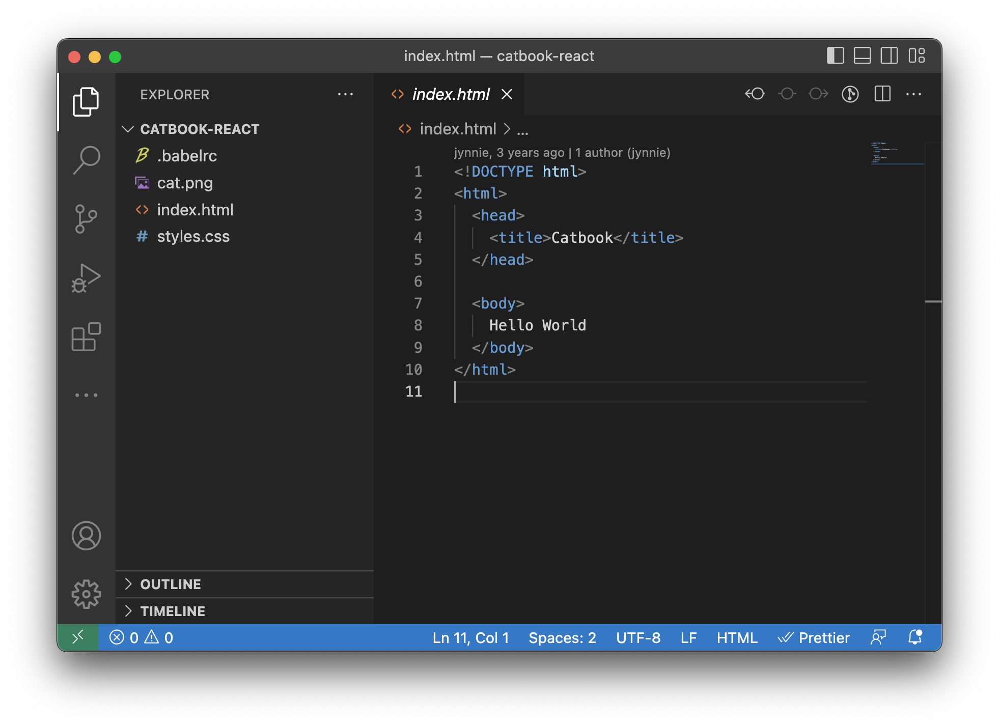 index.html — catbook-react
EXPLORER
CATBOOK-REACT
.babelrc
cat.png
index.html
# styles.css
OUTLINE
TIMELINE
index.html
index.html > ...
jynnie, 3 years ago | 1 author (jynnie)
1 <!DOCTYPE html>
2 <html>
3 <head>
4 <title>Catbook</title>
5 </head>
6
7 <body>
8 Hello World
9 </body>
10 </html>
11
0 0 Ln 11, Col 1 Spaces: 2 UTF-8 LF HTML Prettier